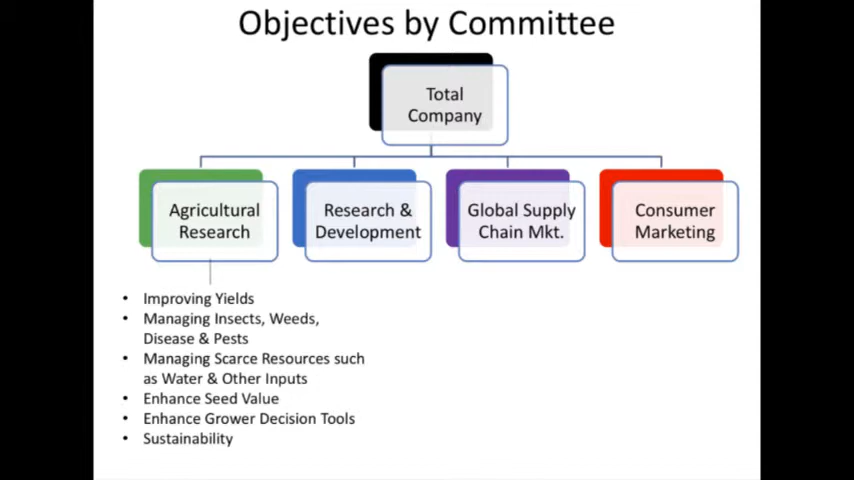 Objectives by Committee
Total
Company
Agricultural
Research
Research &
Development
Global Supply
Chain Mkt.
Consumer
Marketing
• Improving Yields
• Managing Insects, Weeds,
Disease & Pests
• Managing Scarce Resources such
as Water & Other Inputs
• Enhance Seed Value
• Enhance Grower Decision Tools
• Sustainability